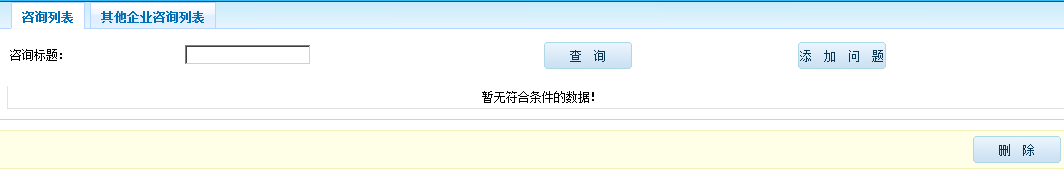 咨询列表 其他企业咨询列表
咨询标题： 查 询 添 加 问 题
暂无符合条件的数据！
删 除